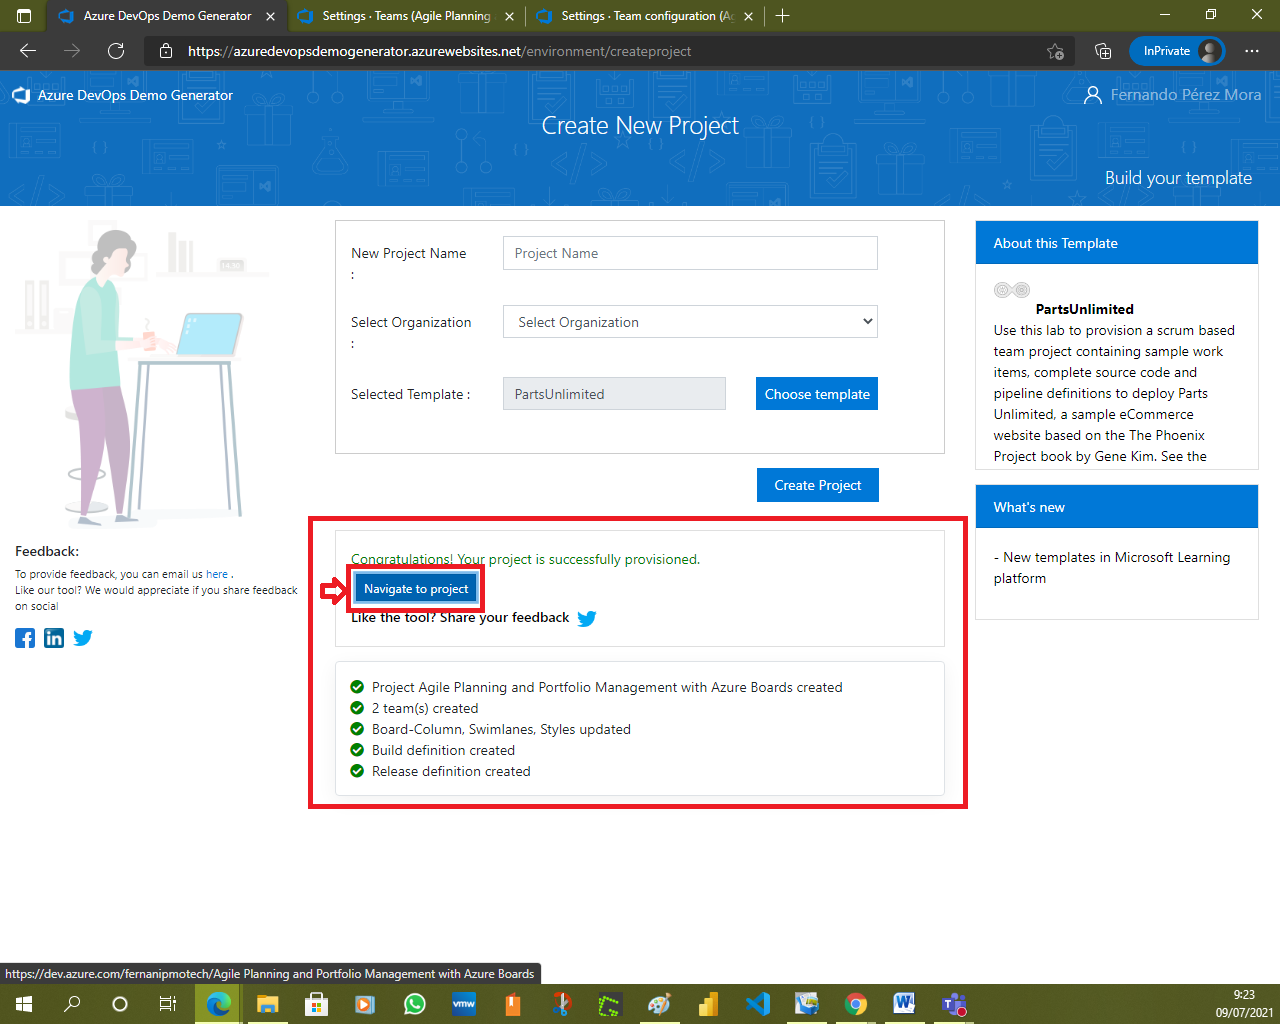 Azure DevOps Demo Generator
Settings · Teams (Agile Planning
Settings · Team configuration (Ag
https://azuredevopsdemogenerator.azurewebsites.net/environment/createproject
InPrivate
Azure DevOps Demo Generator
Fernando Pérez Mora
Create New Project
Build your template
New Project Name
:
Project Name
Select Organization
:
Select Organization
Selected Template :
PartsUnlimited
Choose template
Create Project
About this Template
PartsUnlimited
Use this lab to provision a scrum based
team project containing sample work
items, complete source code and
pipeline definitions to deploy Parts
Unlimited, a sample eCommerce
website based on the The Phoenix
Project book by Gene Kim. See the
What's new
- New templates in Microsoft Learning
platform
Feedback:
To provide feedback, you can email us here .
Like our tool? We would appreciate if you share feedback
on social
Congratulations! Your project is successfully provisioned.
Navigate to project
Like the tool? Share your feedback
Project Agile Planning and Portfolio Management with Azure Boards created
2 team(s) created
Board-Column, Swimlanes, Styles updated
Build definition created
Release definition created
https://dev.azure.com/fernanipmotech/Agile Planning and Portfolio Management with Azure Boards
vmw
9:23
09/07/2021